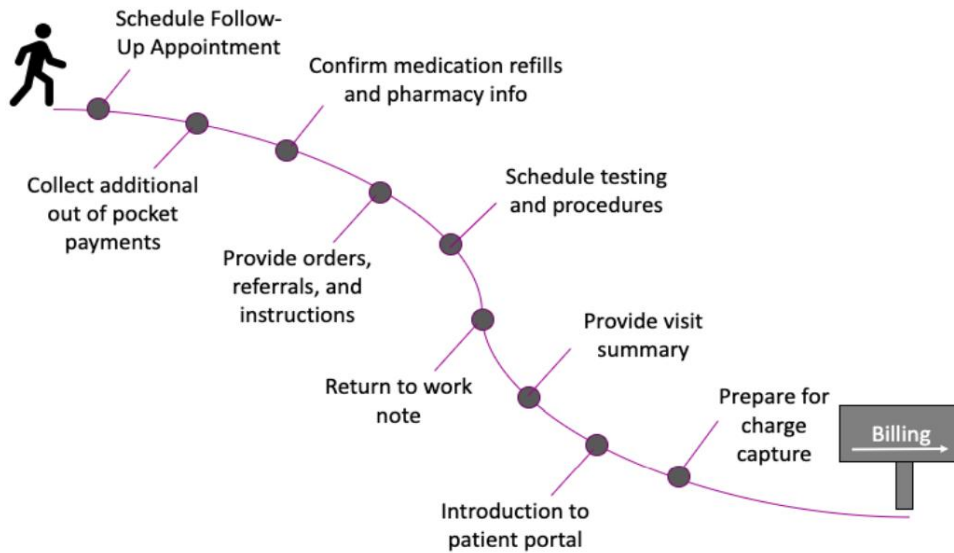 Schedule Follow-
Up Appointment
Collect additional
out of pocket
payments
Confirm medication refills
and pharmacy info
Provide orders,
referrals, and
instructions
Schedule testing
and procedures
Return to work
note
Provide visit
summary
Introduction to
patient portal
Prepare for
charge
capture
Billing